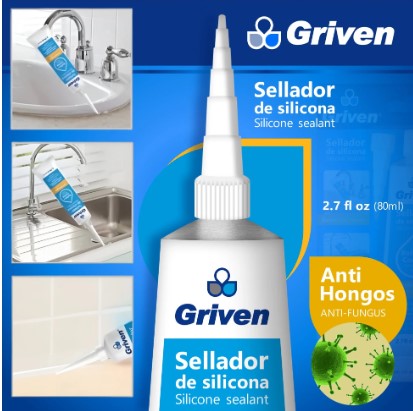 Griven
Sellador
de silicona
Silicone sealant
2.7 fl oz (80ml)
Anti
Hongos
ANTI-FUNGUS
Griven
Sellador
de silicona
Silicone sealant